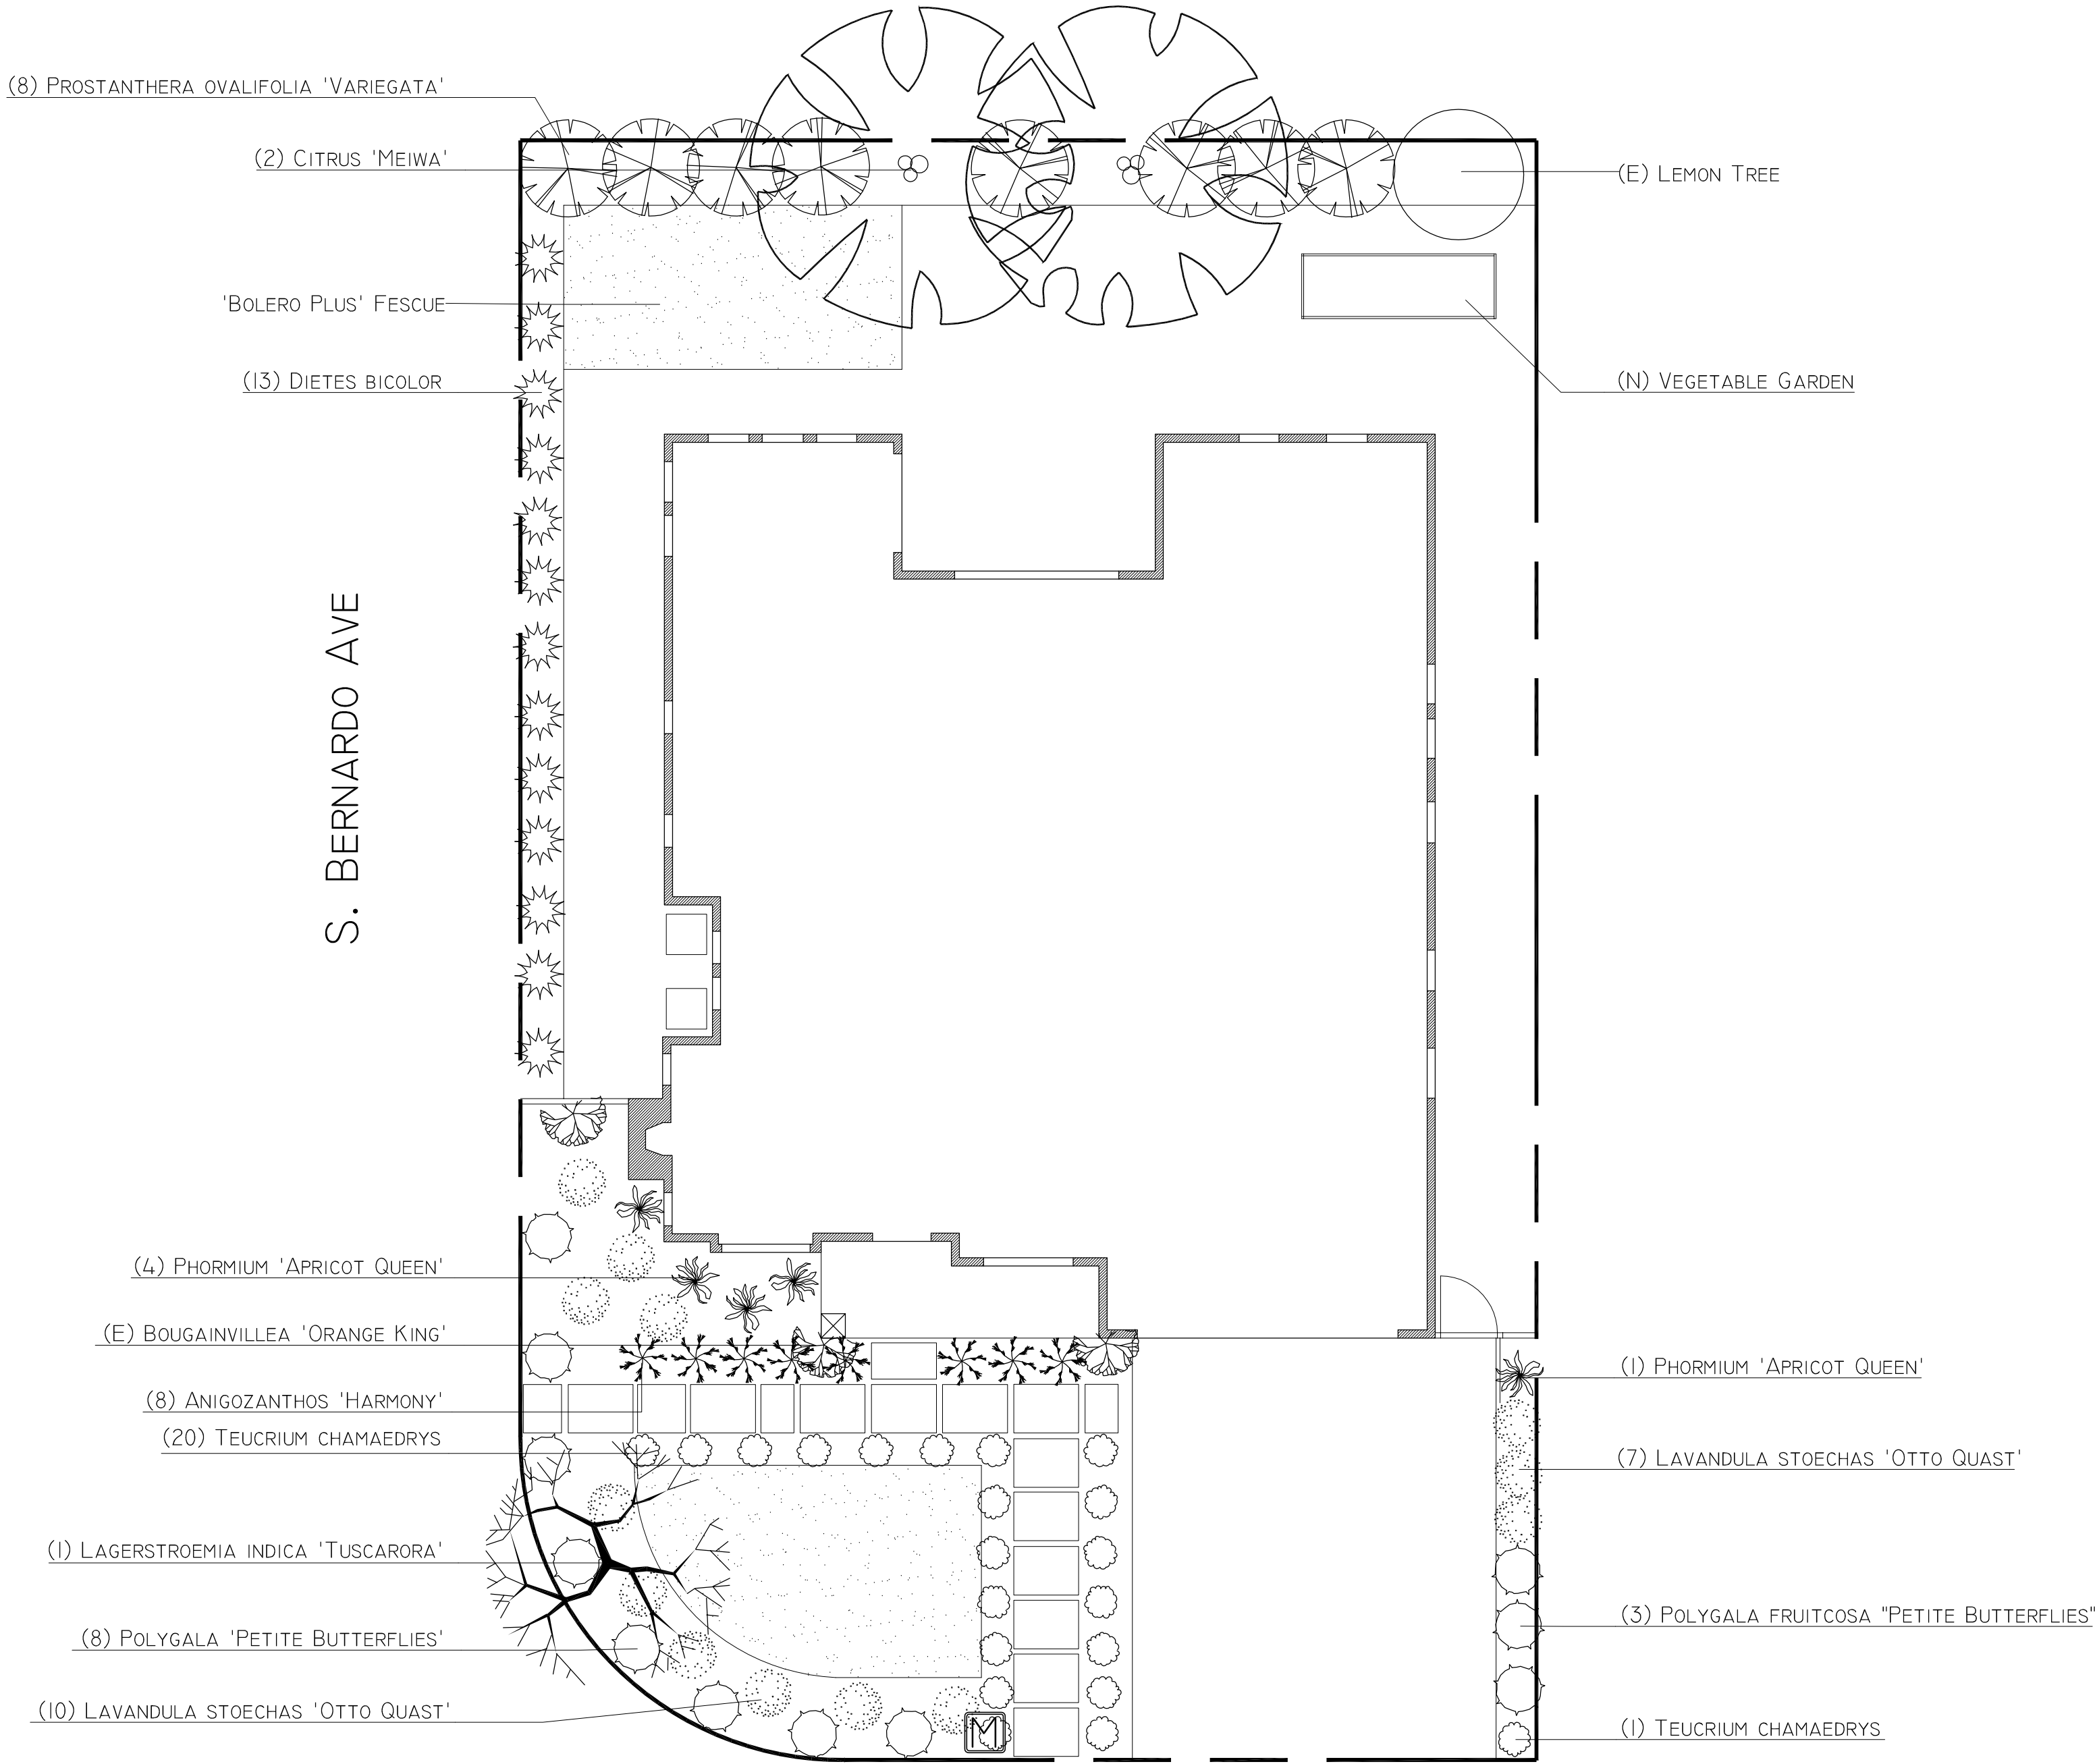 (8) Prostanthera ovalifolia 'Variegata'
(2) Citrus 'Meiwa'
(E) Lemon Tree
'Bolero Plus' Fescue
(13) Dietes bicolor
(N) Vegetable Garden
S. Bernardo Ave
(4) Phormium 'Apricot Queen'
(E) Bougainvillea 'Orange King'
(1) Phormium 'Apricot Queen'
(8) Anigozanthos 'Harmony'
(20) Teucrium chamaedrys
(7) Lavandula stoechas 'Otto Quast'
(1) Lagerstroemia indica 'Tuscarora'
(3) Polygala fruitcosa "Petite Butterflies"
(8) Polygala 'Petite Butterflies'
(10) Lavandula stoechas 'Otto Quast'
(1) Teucrium chamaedrys
M